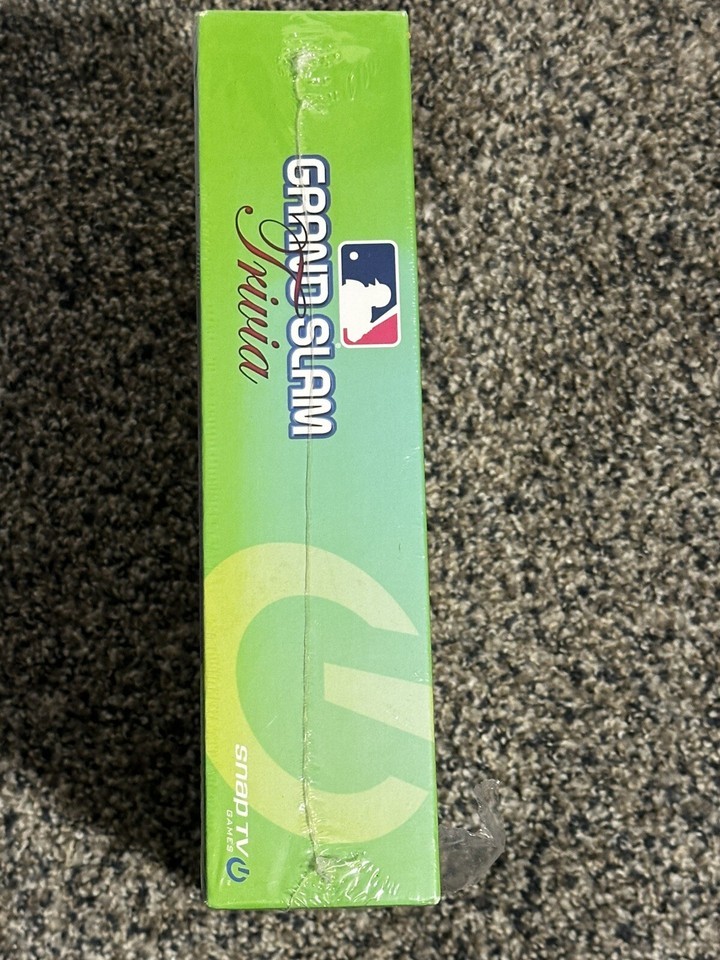 GRAND SLAM
Trivia
snap TV
GAMES